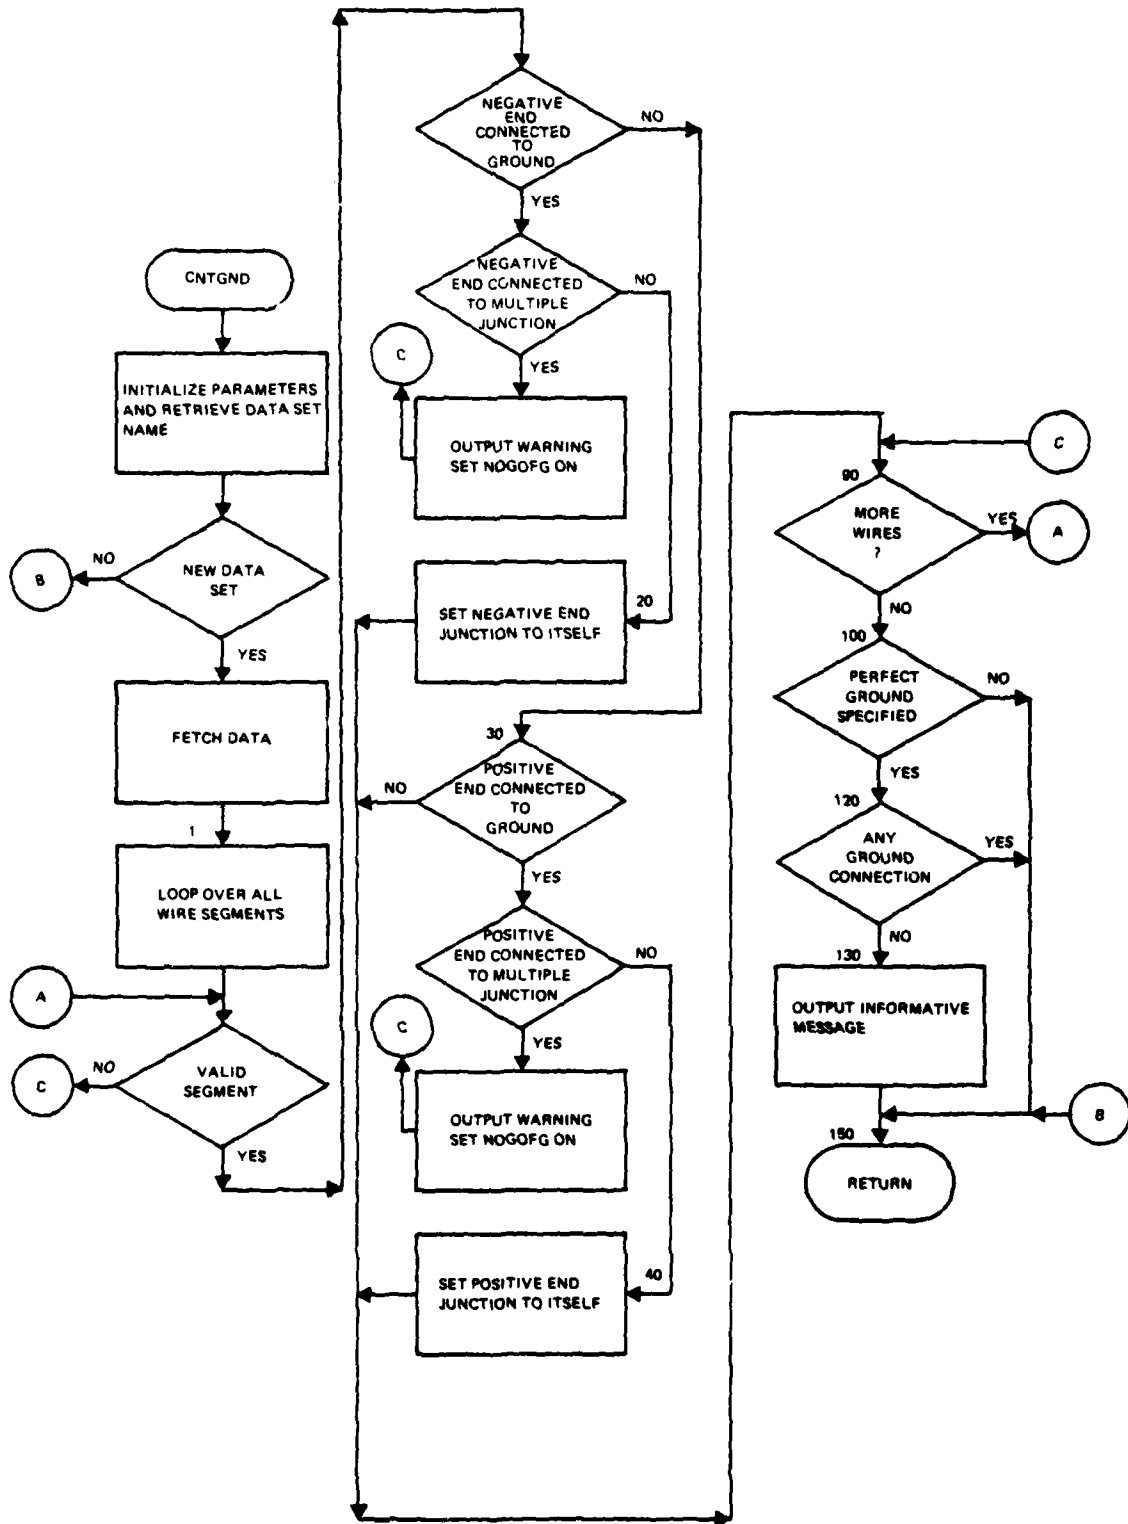 CNTGND
INITIALIZE PARAMETERS
AND RETRIEVE DATA SET
NAME
NO
B
NEW DATA
SET
YES
FETCH DATA
1
LOOP OVER ALL
WIRE SEGMENTS
A
C
NO
VALID
SEGMENT
YES
NEGATIVE
END
CONNECTED
TO
GROUND
NO
YES
NEGATIVE
END CONNECTED
TO MULTIPLE
JUNCTION
NO
YES
C
OUTPUT WARNING
SET NOGOFG ON
20
SET NEGATIVE END
JUNCTION TO ITSELF
30
POSITIVE
END CONNECTED
TO
GROUND
NO
YES
POSITIVE
END CONNECTED
TO MULTIPLE
JUNCTION
NO
YES
C
OUTPUT WARNING
SET NOGOFG ON
40
SET POSITIVE END
JUNCTION TO ITSELF
C
90
MORE
WIRES
?
YES
A
NO
100
PERFECT
GROUND
SPECIFIED
NO
YES
120
ANY
GROUND
CONNECTION
YES
NO
130
OUTPUT INFORMATIVE
MESSAGE
B
150
RETURN